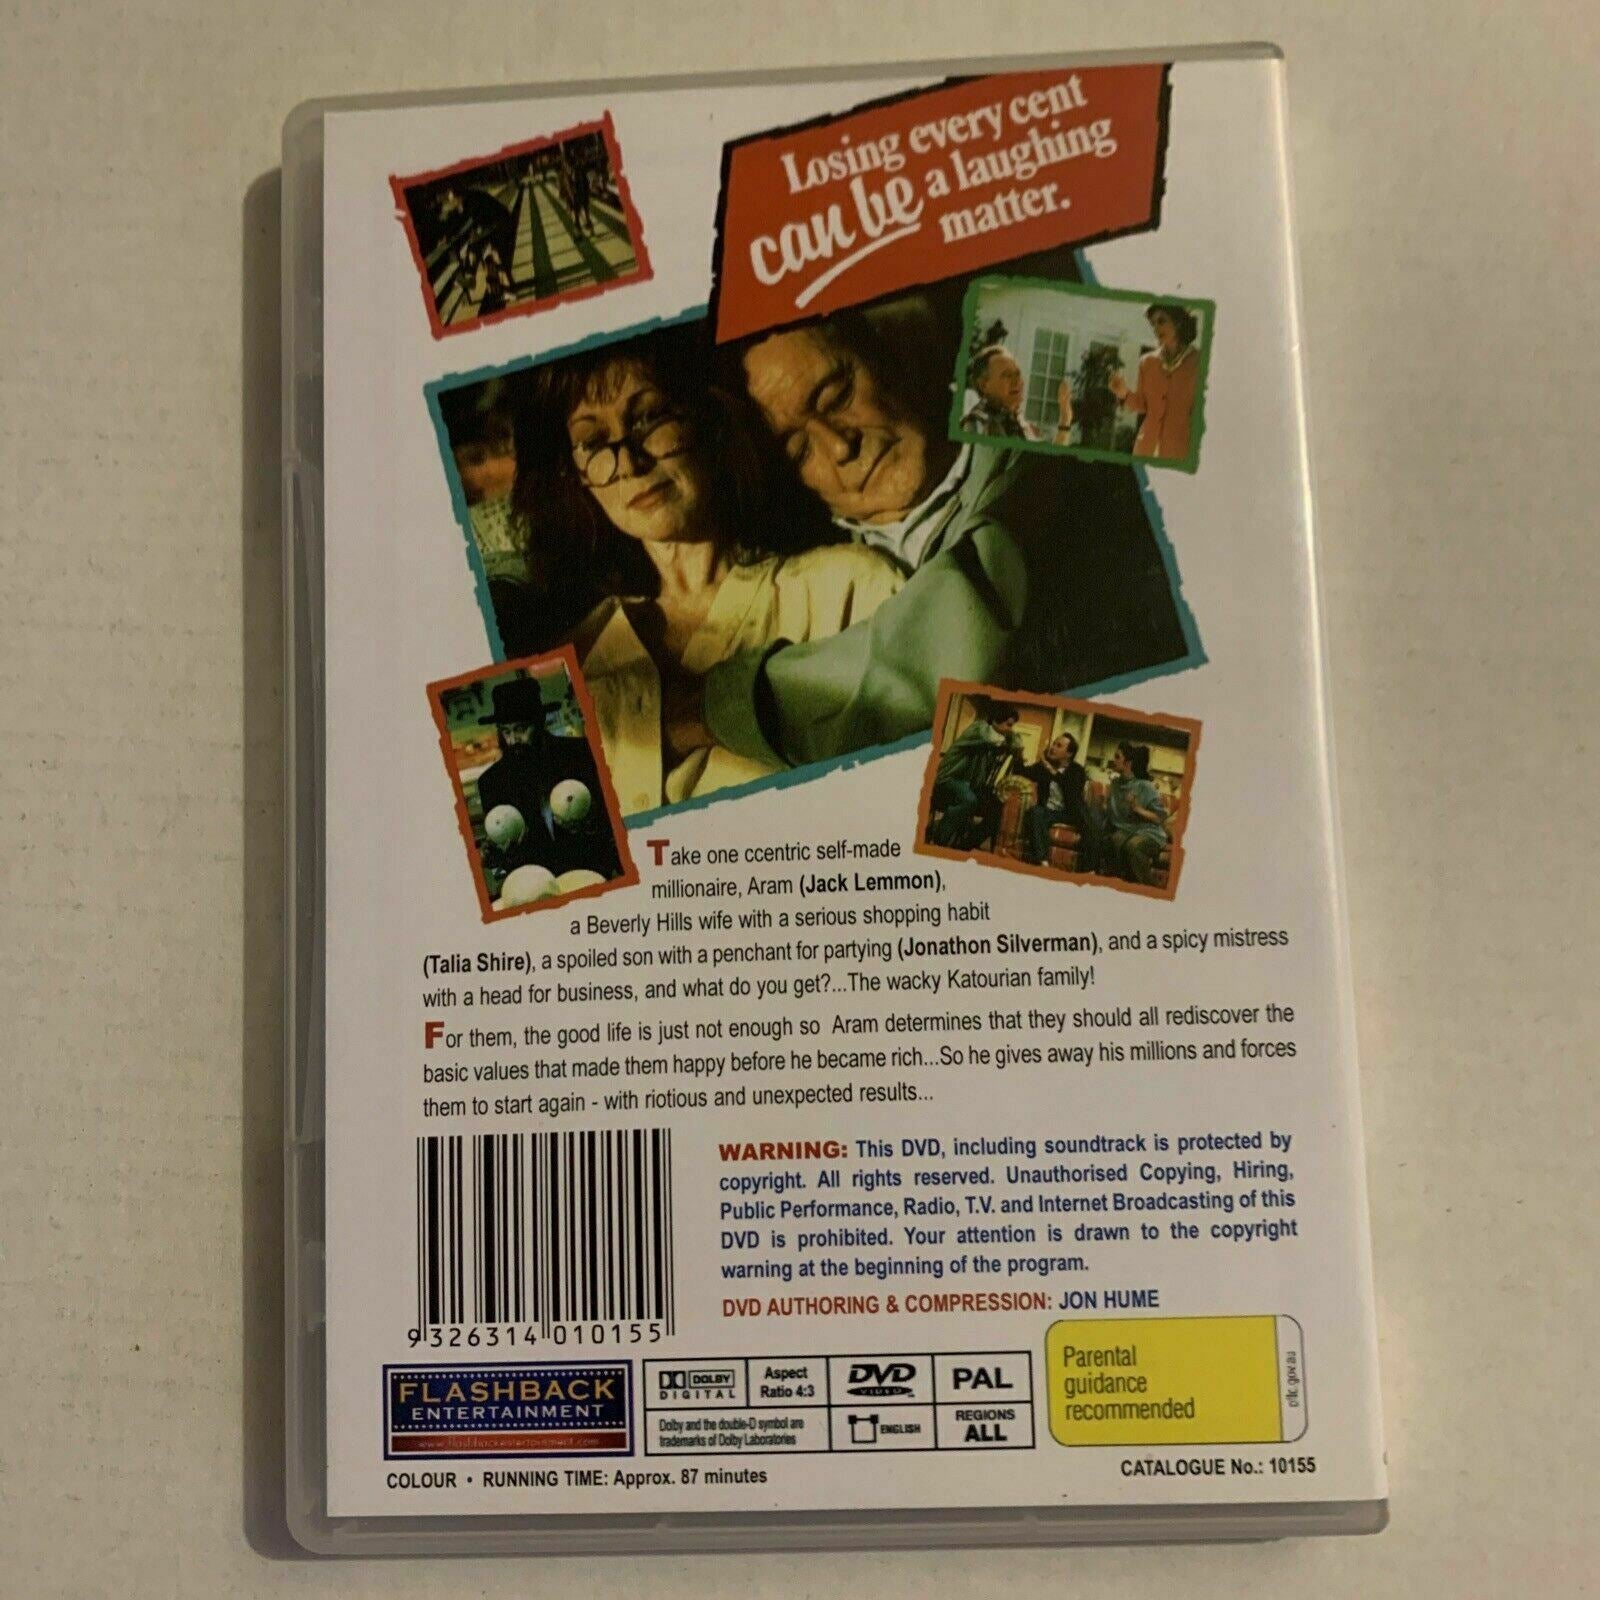 Losing every cent
can be a laughing
matter.
Take one ccentric self-made
millionaire, Aram (Jack Lemmon),
a Beverly Hills wife with a serious shopping habit
(Talia Shire), a spoiled son with a penchant for partying (Jonathon Silverman), and a spicy mistress
with a head for business, and what do you get?...The wacky Katourian family!
For them, the good life is just not enough so Aram determines that they should all rediscover the
basic values that made them happy before he became rich...So he gives away his millions and forces
them to start again - with riotious and unexpected results...
WARNING: This DVD, including soundtrack is protected by
copyright. All rights reserved. Unauthorised Copying, Hiring,
Public Performance, Radio, T.V. and Internet Broadcasting of this
DVD is prohibited. Your attention is drawn to the copyright
warning at the beginning of the program.
DVD AUTHORING & COMPRESSION: JON HUME
9 326314 010155
FLASHBACK
ENTERTAINMENT
www.flashbackentertainment.com
DOLBY
DIGITAL
Aspect
Ratio 4:3
DVD
VIDEO
PAL
Dolby and the double-D symbol are
trademarks of Dolby Laboratories
ENGLISH
REGIONS
ALL
Parental
guidance
recommended
oflc.gov.au
COLOUR • RUNNING TIME: Approx. 87 minutes
CATALOGUE No.: 10155